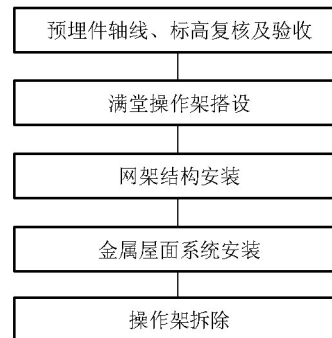 预埋件轴线、标高复核及验收
满堂操作架搭设
网架结构安装
金属屋面系统安装
操作架拆除